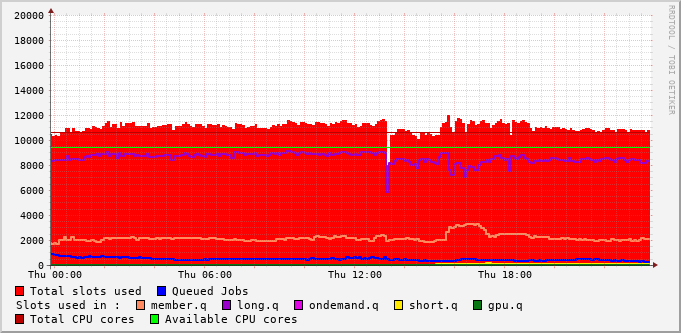 20000
18000
16000
14000
12000
10000
8000
6000
4000
2000
0
Thu 00:00 Thu 06:00 Thu 12:00 Thu 18:00
Total slots used Queued Jobs
Slots used in : member.q long.q ondemand.q short.q gpu.q
Total CPU cores Available CPU cores
RRDTOOL / TOBI OETIKER